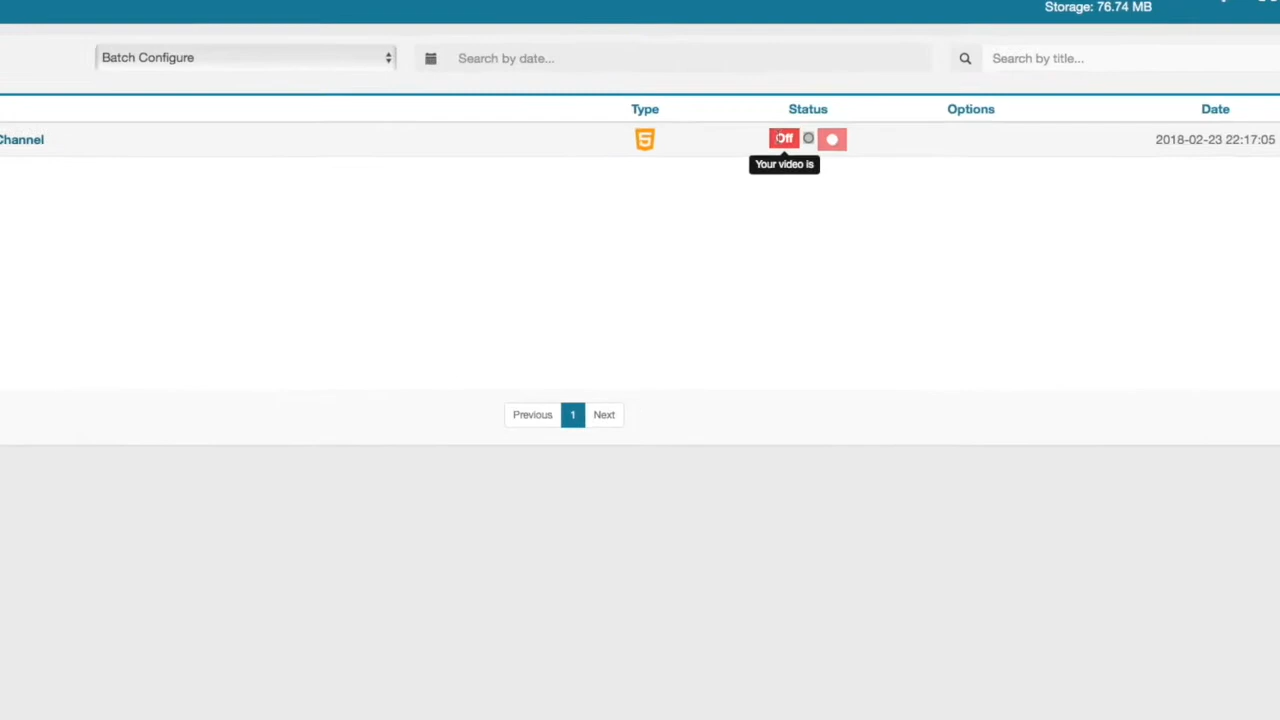 Storage: 76.74 MB
Batch Configure
Search by date...
Search by title...
Type
Status
Options
Date
Channel
5
Off
2018-02-23 22:17:05
Your video is
Previous
1
Next